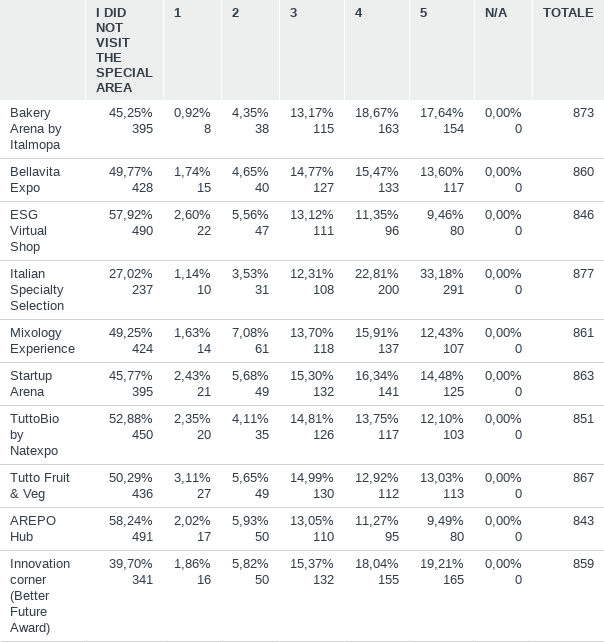 I DID NOT VISIT THE SPECIAL AREA 1 2 3 4 5 N/A TOTALE
Bakery 45,25% 0,92% 4,35% 13,17% 18,67% 17,64% 0,00% 873
Arena by 395 8 38 115 163 154 0
Italmopa
Bellavita 49,77% 1,74% 4,65% 14,77% 15,47% 13,60% 0,00% 860
Expo 428 15 40 127 133 117 0
ESG 57,92% 2,60% 5,56% 13,12% 11,35% 9,46% 0,00% 846
Virtual 490 22 47 111 96 80 0
Shop
Italian 27,02% 1,14% 3,53% 12,31% 22,81% 33,18% 0,00% 877
Specialty 237 10 31 108 200 291 0
Selection
Mixology 49,25% 1,63% 7,08% 13,70% 15,91% 12,43% 0,00% 861
Experience 424 14 61 118 137 107 0
Startup 45,77% 2,43% 5,68% 15,30% 16,34% 14,48% 0,00% 863
Arena 395 21 49 132 141 125 0
TuttoBio 52,88% 2,35% 4,11% 14,81% 13,75% 12,10% 0,00% 851
by 450 20 35 126 117 103 0
Natexpo
Tutto Fruit 50,29% 3,11% 5,65% 14,99% 12,92% 13,03% 0,00% 867
& Veg 436 27 49 130 112 113 0
AREPO 58,24% 2,02% 5,93% 13,05% 11,27% 9,49% 0,00% 843
Hub 491 17 50 110 95 80 0
Innovation 39,70% 1,86% 5,82% 15,37% 18,04% 19,21% 0,00% 859
corner 341 16 50 132 155 165 0
(Better
Future
Award)